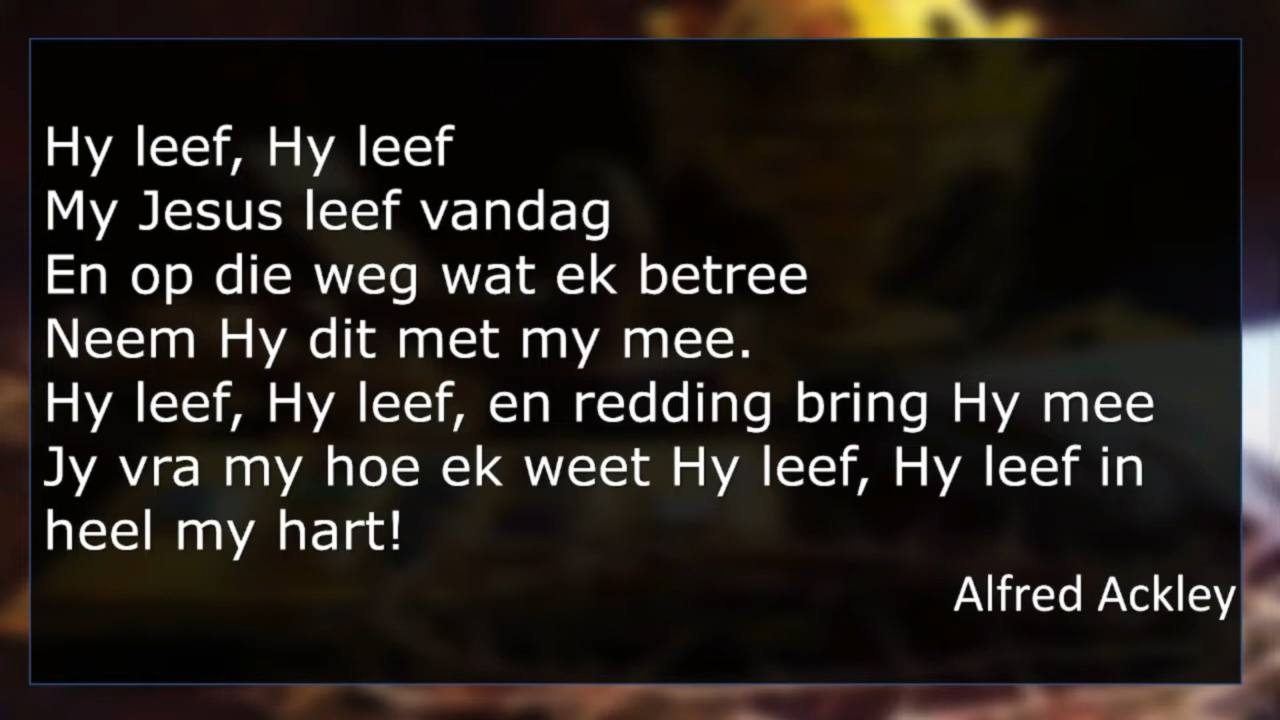 Hy leef, Hy leef
My Jesus leef vandag
En op die weg wat ek betree
Neem Hy dit met my mee.
Hy leef, Hy leef, en redding bring Hy mee
Jy vra my hoe ek weet Hy leef, Hy leef in
heel my hart!
Alfred Ackley